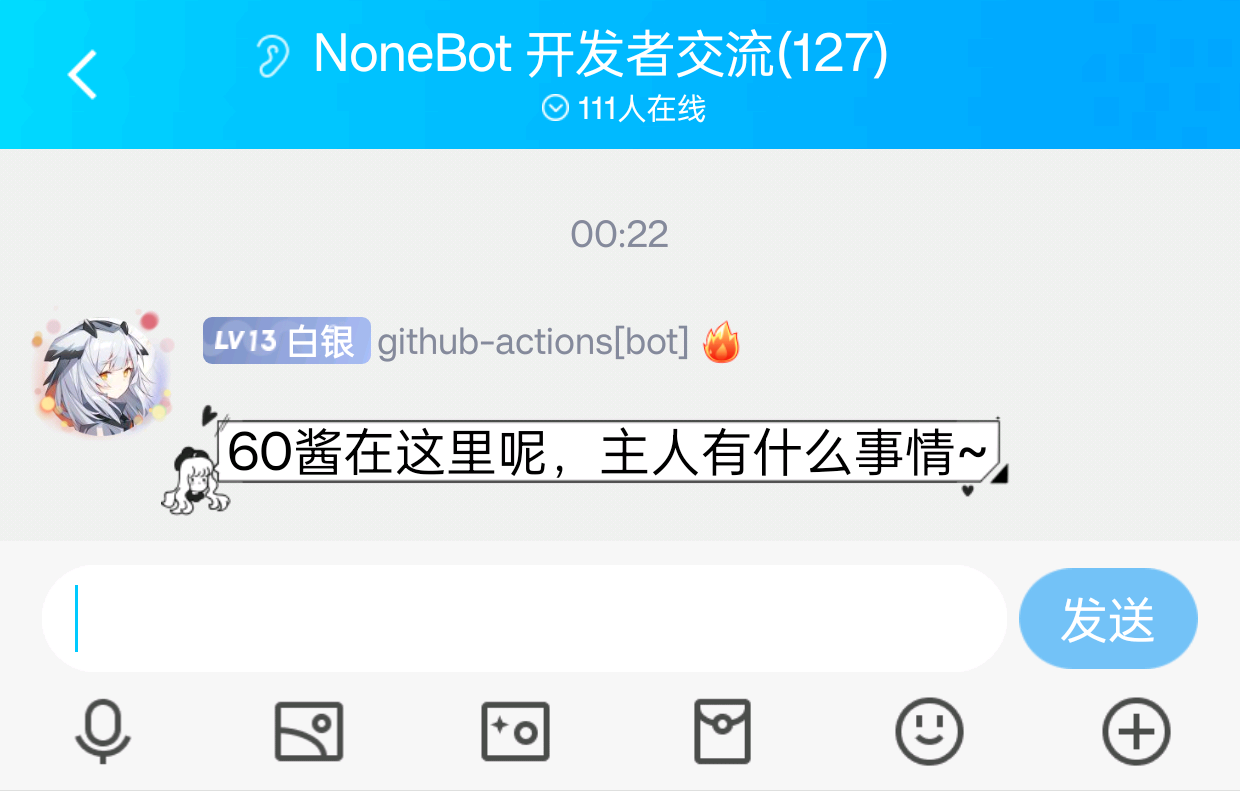 NoneBot 开发者交流(127)
111人在线
00:22
LV13 白银 github-actions[bot] 🔥
60酱在这里呢，主人有什么事情~
发送